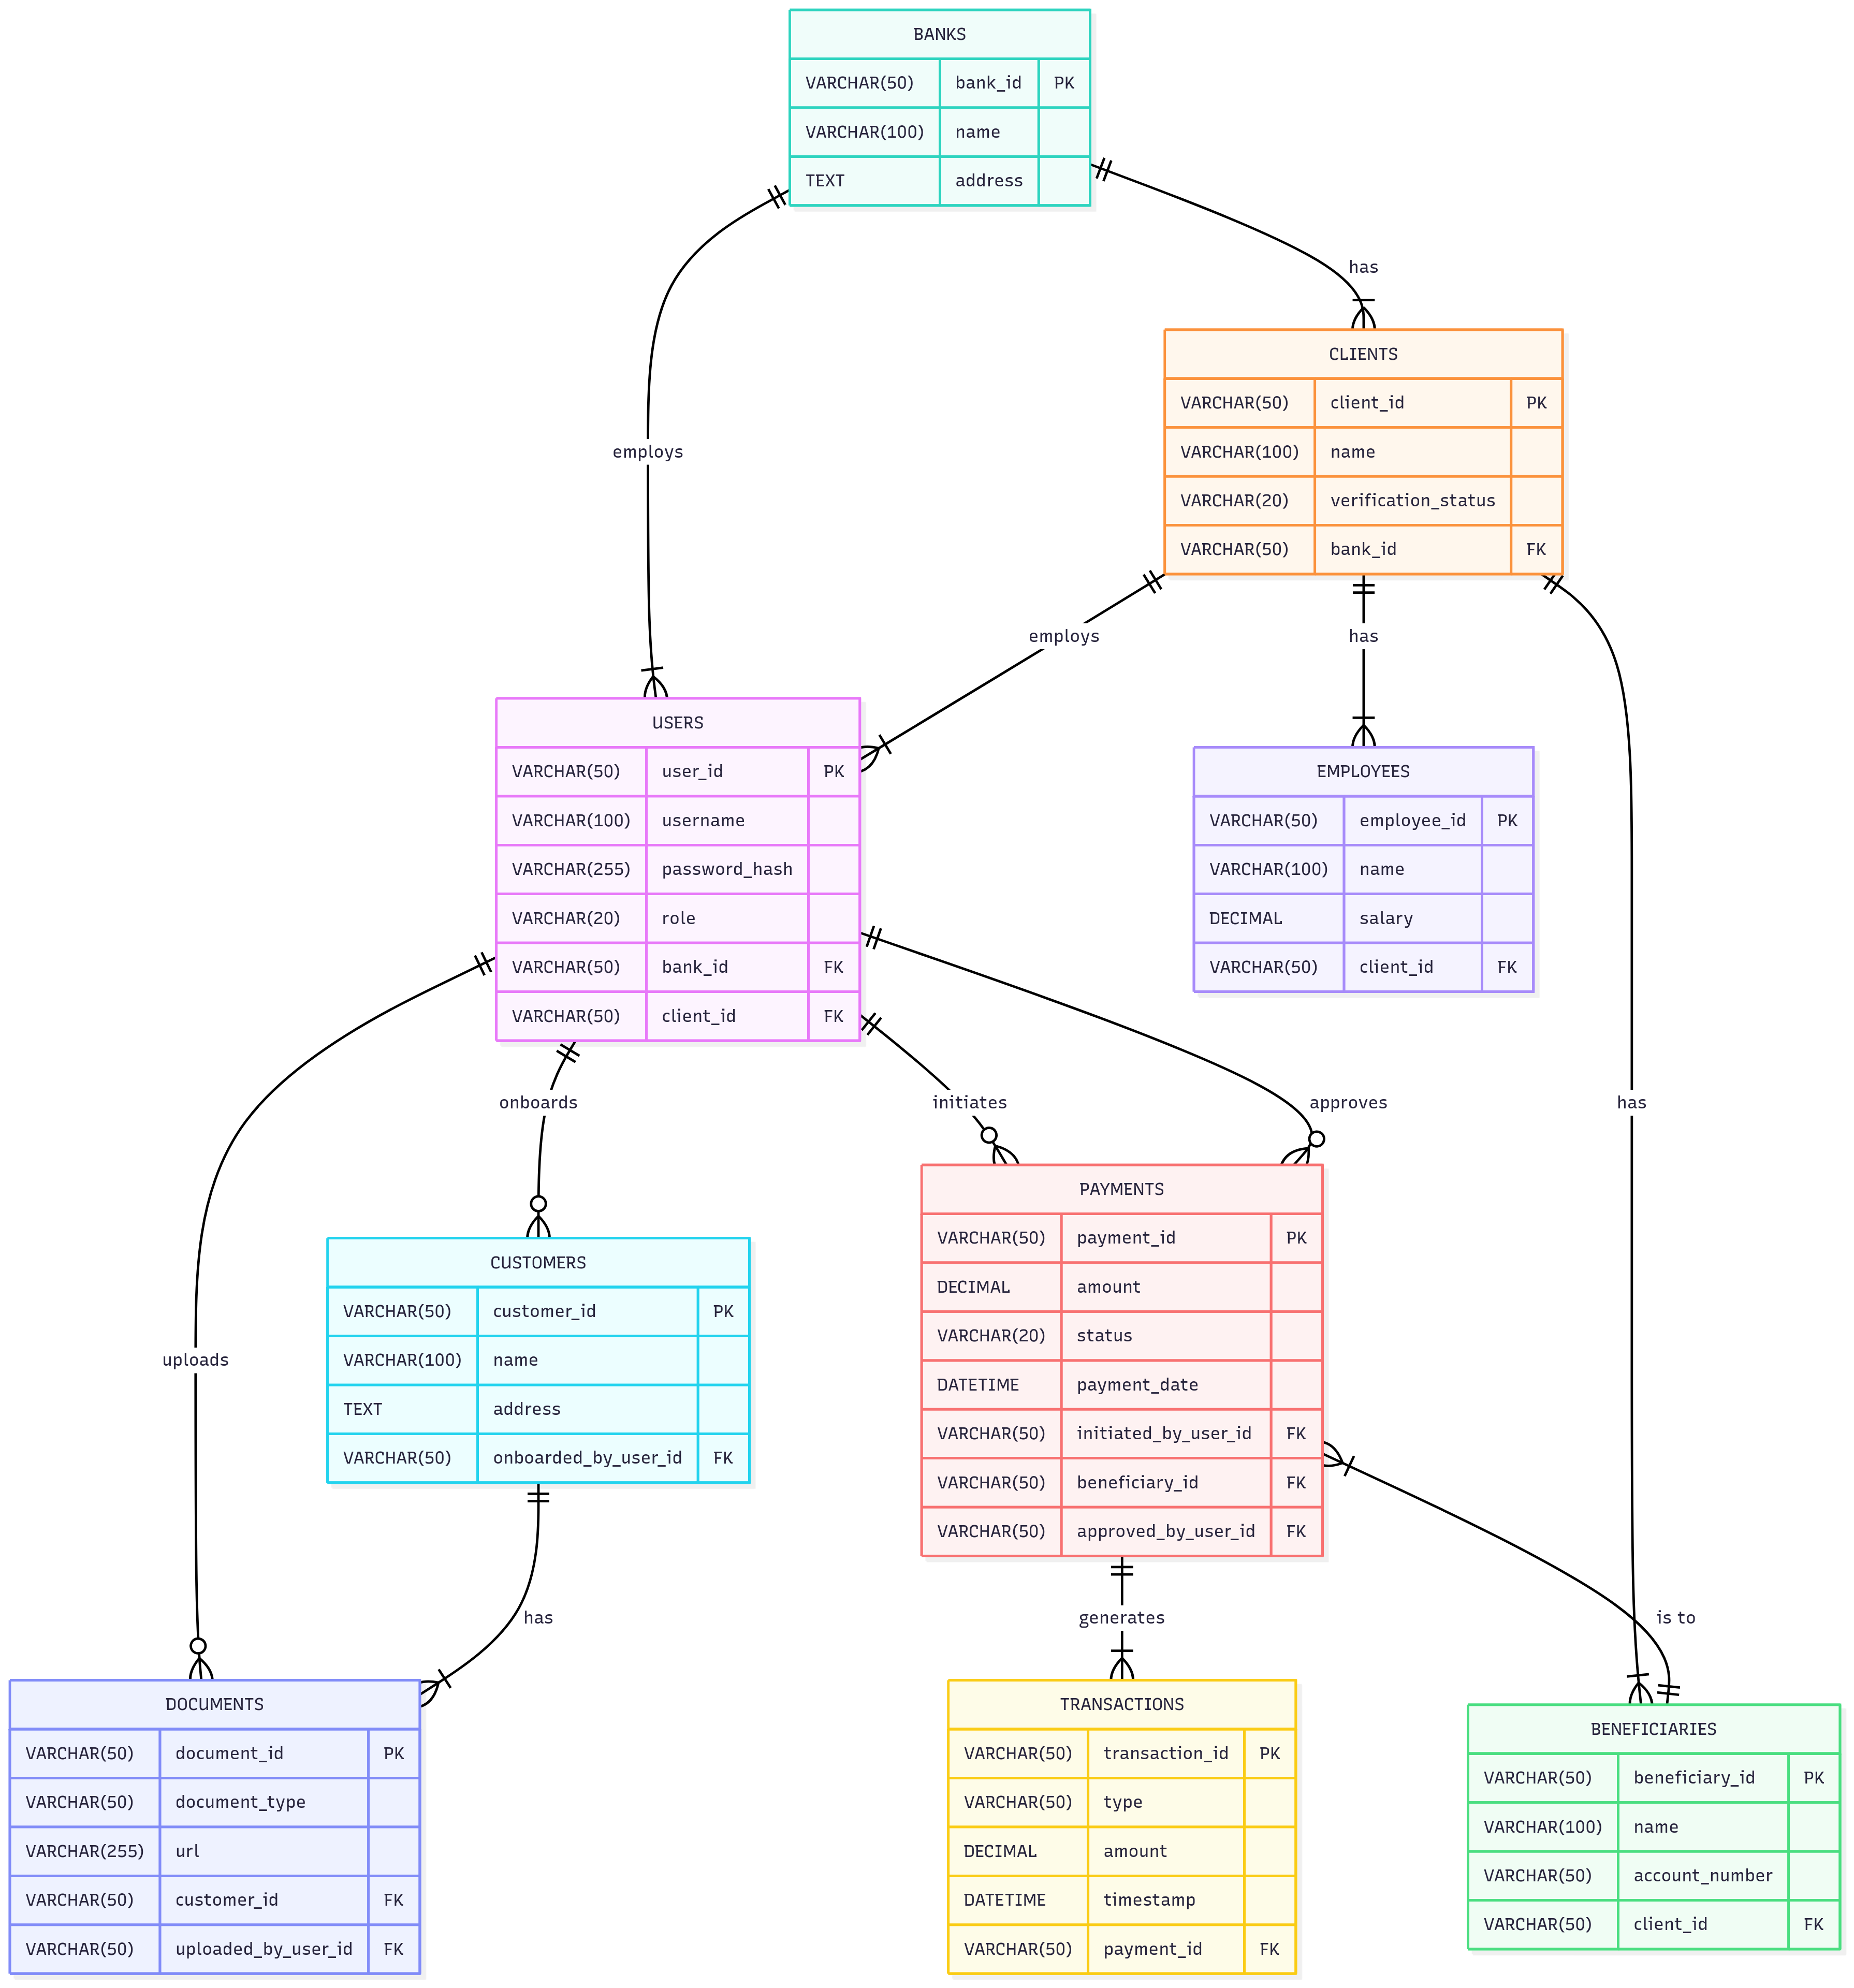 BANKS
VARCHAR(50) bank_id PK
VARCHAR(100) name
TEXT address
has
employs
CLIENTS
VARCHAR(50) client_id PK
VARCHAR(100) name
VARCHAR(20) verification_status
VARCHAR(50) bank_id FK
employs
has
USERS
VARCHAR(50) user_id PK
VARCHAR(100) username
VARCHAR(255) password_hash
VARCHAR(20) role
VARCHAR(50) bank_id FK
VARCHAR(50) client_id FK
EMPLOYEES
VARCHAR(50) employee_id PK
VARCHAR(100) name
DECIMAL salary
VARCHAR(50) client_id FK
onboards
initiates
approves
has
uploads
CUSTOMERS
VARCHAR(50) customer_id PK
VARCHAR(100) name
TEXT address
VARCHAR(50) onboarded_by_user_id FK
PAYMENTS
VARCHAR(50) payment_id PK
DECIMAL amount
VARCHAR(20) status
DATETIME payment_date
VARCHAR(50) initiated_by_user_id FK
VARCHAR(50) beneficiary_id FK
VARCHAR(50) approved_by_user_id FK
has
generates
is to
DOCUMENTS
VARCHAR(50) document_id PK
VARCHAR(50) document_type
VARCHAR(255) url
VARCHAR(50) customer_id FK
VARCHAR(50) uploaded_by_user_id FK
TRANSACTIONS
VARCHAR(50) transaction_id PK
VARCHAR(50) type
DECIMAL amount
DATETIME timestamp
VARCHAR(50) payment_id FK
BENEFICIARIES
VARCHAR(50) beneficiary_id PK
VARCHAR(100) name
VARCHAR(50) account_number
VARCHAR(50) client_id FK